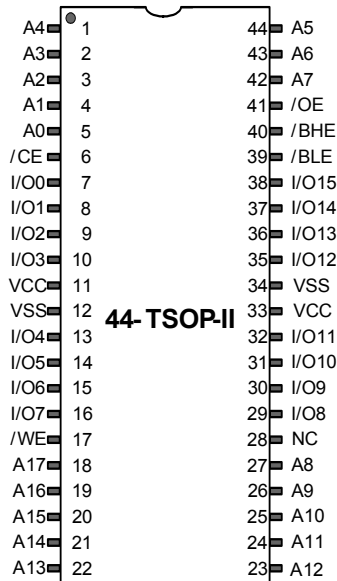 A4 1 44 A5
A3 2 43 A6
A2 3 42 A7
A1 4 41 /OE
A0 5 40 /BHE
/CE 6 39 /BLE
I/O0 7 38 I/O15
I/O1 8 37 I/O14
I/O2 9 36 I/O13
I/O3 10 35 I/O12
VCC 11 34 VSS
VSS 12 33 VCC
44-TSOP-II
I/O4 13 32 I/O11
I/O5 14 31 I/O10
I/O6 15 30 I/O9
I/O7 16 29 I/O8
/WE 17 28 NC
A17 18 27 A8
A16 19 26 A9
A15 20 25 A10
A14 21 24 A11
A13 22 23 A12